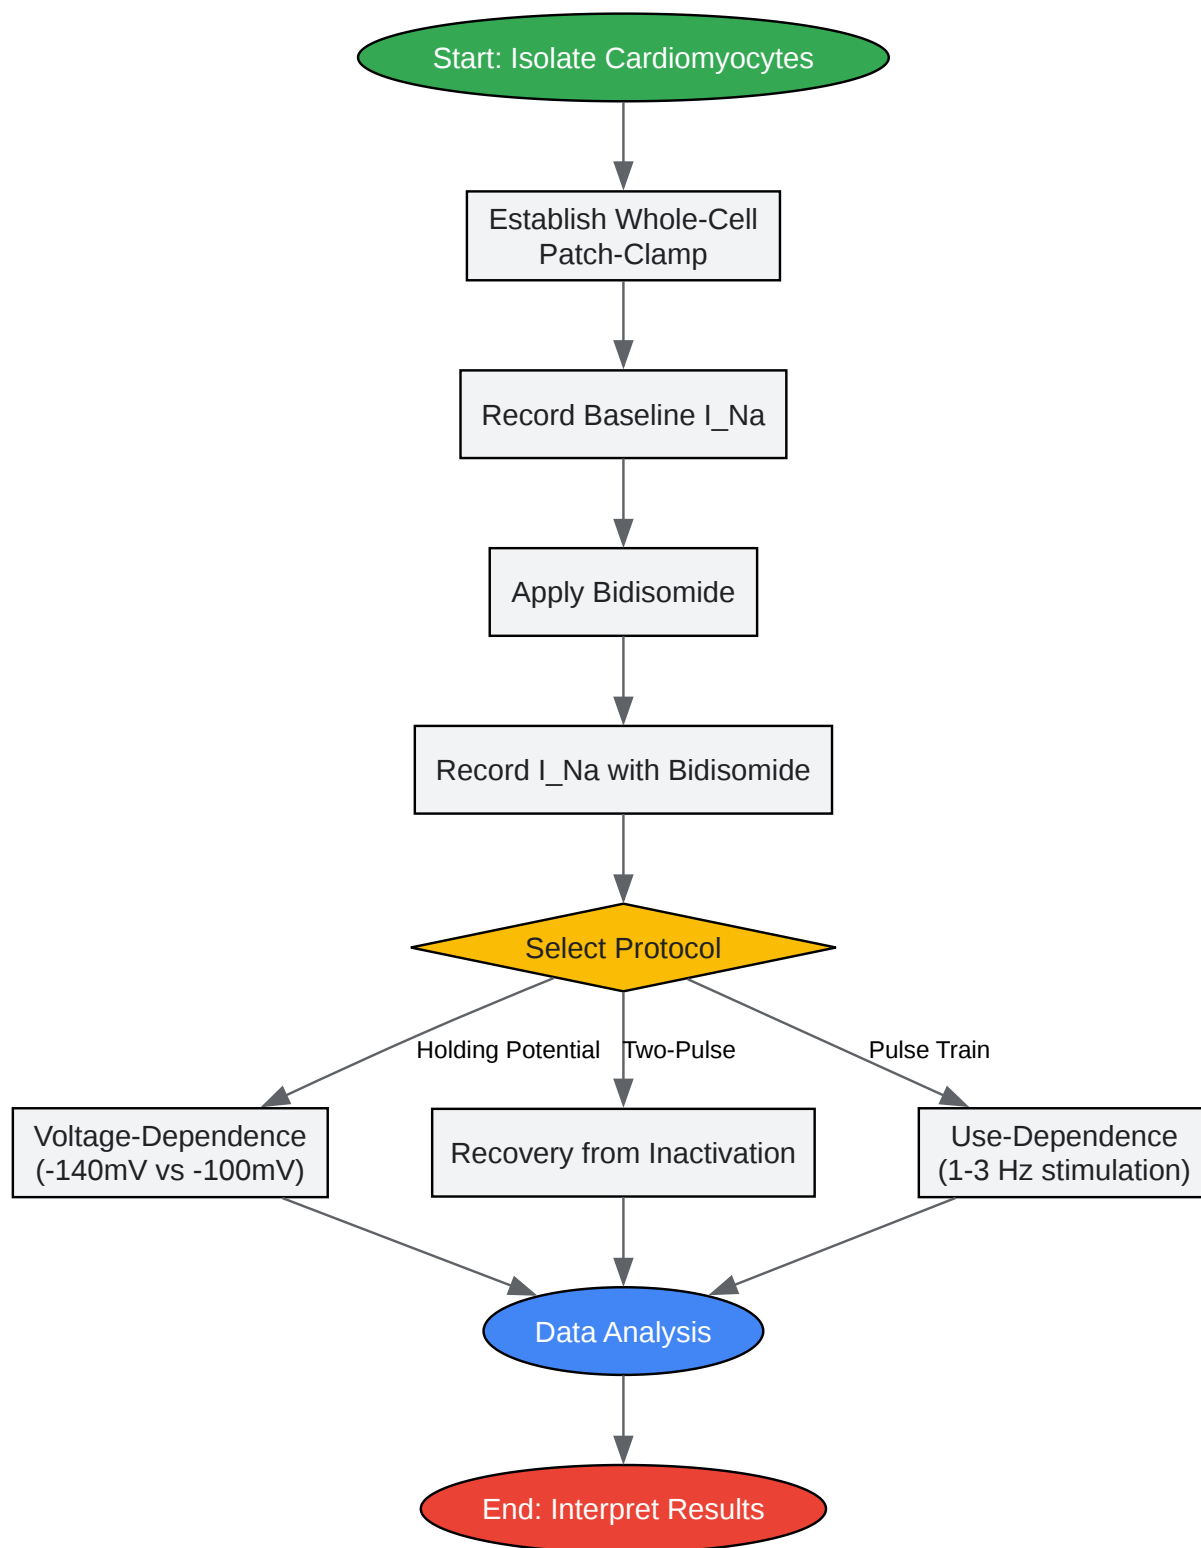 Start: Isolate Cardiomyocytes
Establish Whole-Cell
Patch-Clamp
Record Baseline I_Na
Apply Bidisomide
Record I_Na with Bidisomide
Select Protocol
Holding Potential
Two-Pulse
Pulse Train
Voltage-Dependence
(-140mV vs -100mV)
Recovery from Inactivation
Use-Dependence
(1-3 Hz stimulation)
Data Analysis
End: Interpret Results